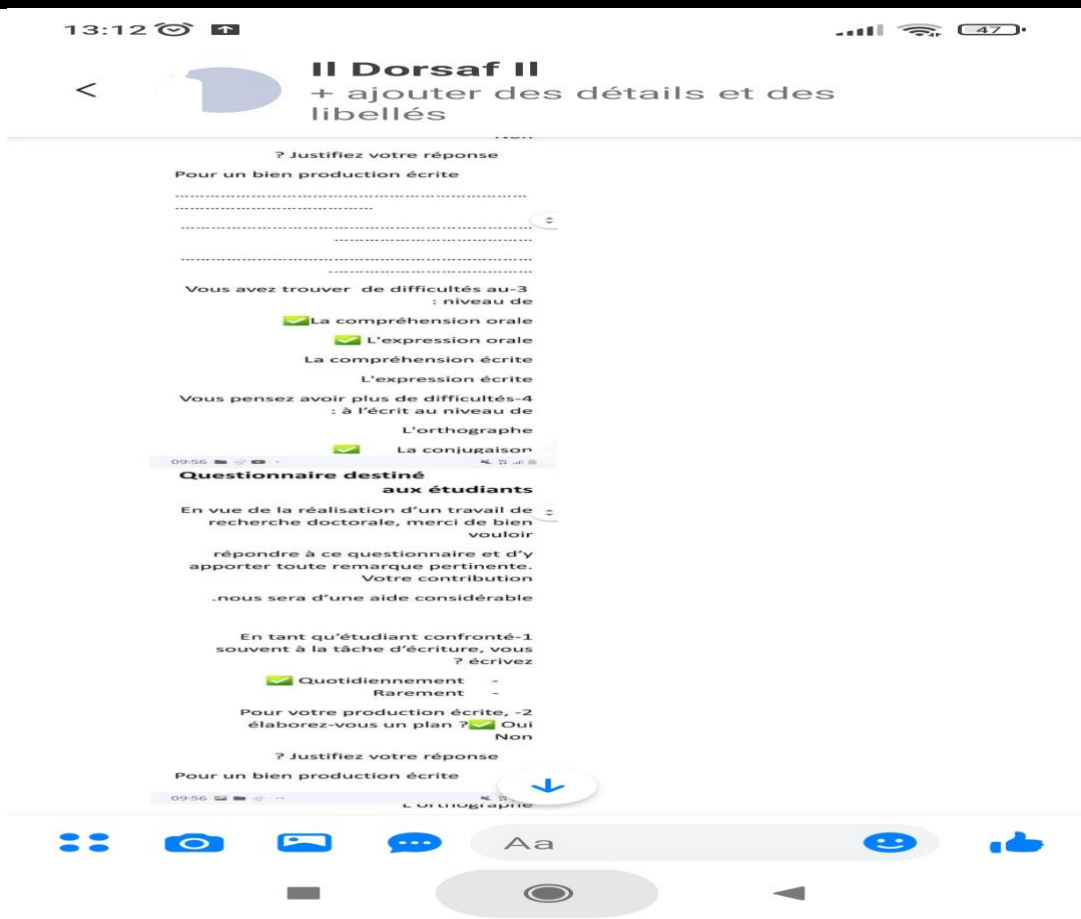 13:12
47
II Dorsaf II
+ ajouter des détails et des
libellés
Non
? Justifiez votre réponse
Pour un bien production écrite
Vous avez trouver de difficultés au-3
: niveau de
✅La compréhension orale
✅ L'expression orale
La compréhension écrite
L'expression écrite
Vous pensez avoir plus de difficultés-4
: à l'écrit au niveau de
L'orthographe
✅ La conjugaison
09:56
Questionnaire destiné
aux étudiants
En vue de la réalisation d'un travail de
recherche doctorale, merci de bien
vouloir
répondre à ce questionnaire et d'y
apporter toute remarque pertinente.
Votre contribution
.nous sera d'une aide considérable
En tant qu'étudiant confronté-1
souvent à la tâche d'écriture, vous
? écrivez
✅ Quotidiennement -
Rarement -
Pour votre production écrite, -2
élaborez-vous un plan ?✅ Oui
Non
? Justifiez votre réponse
Pour un bien production écrite
09:56
L'orthographe
Aa